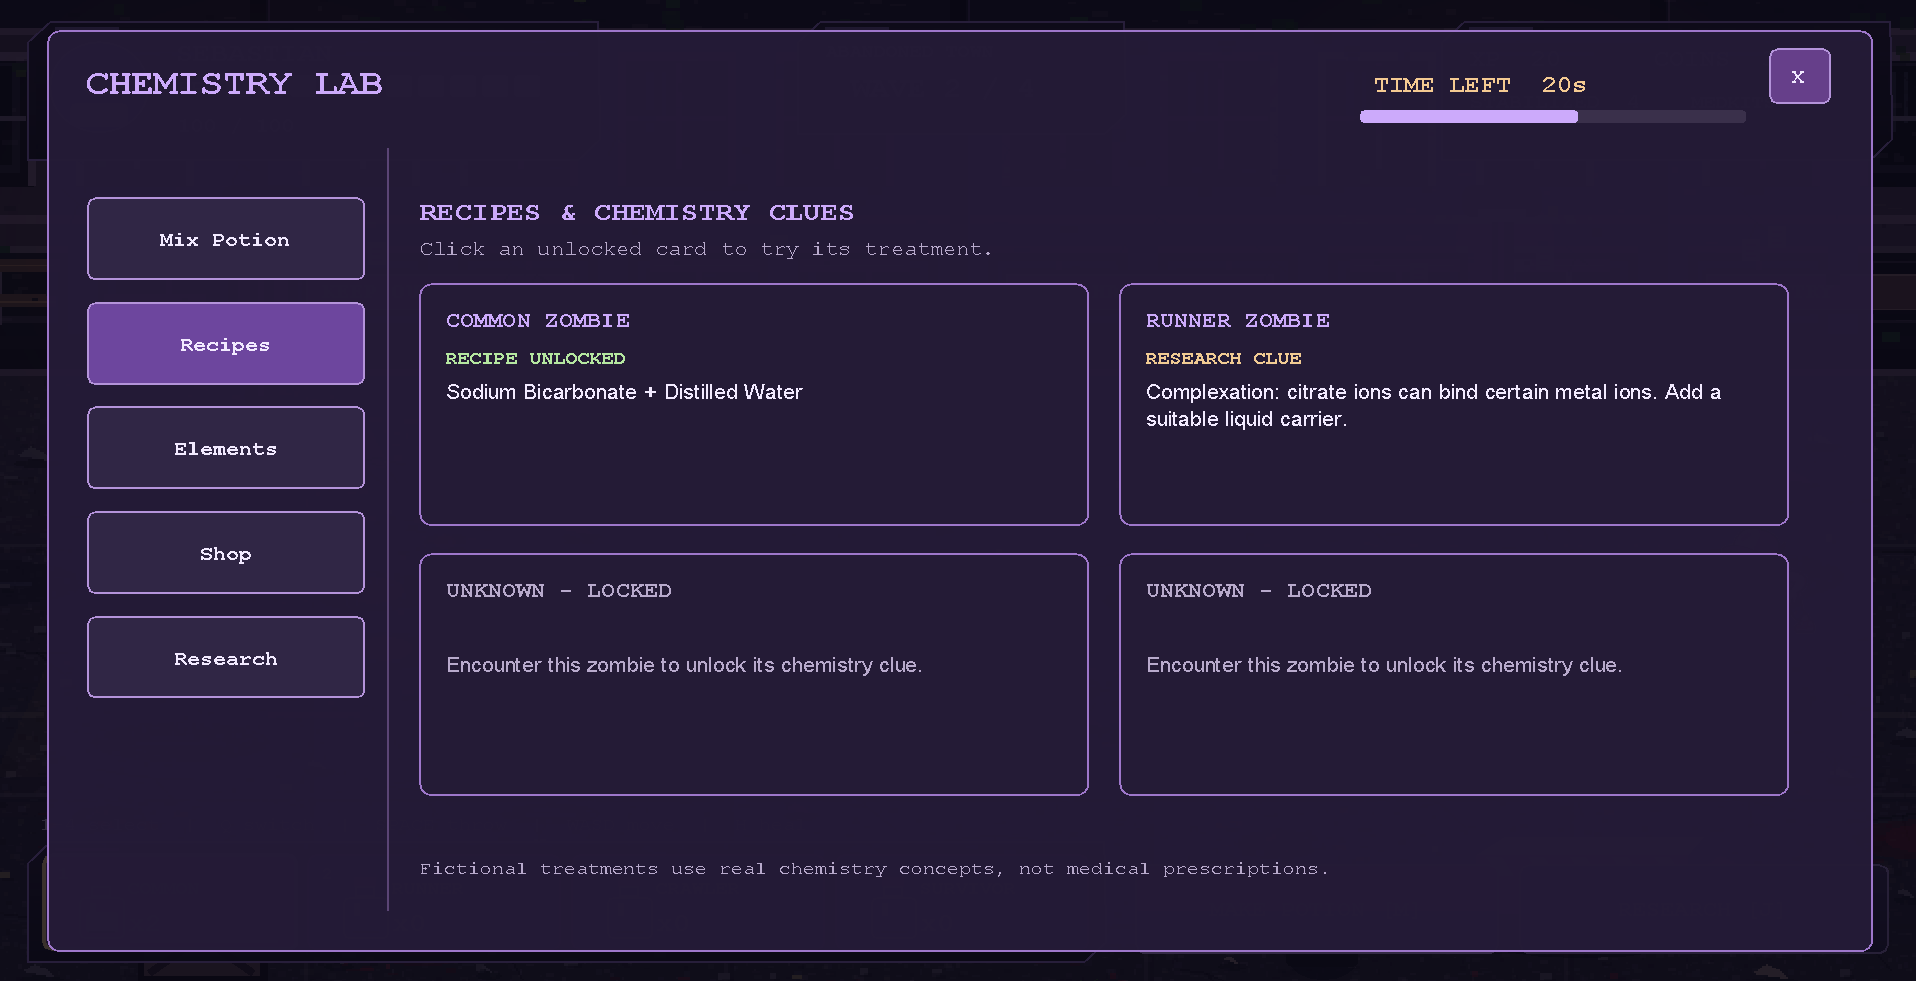 CHEMISTRY LAB
TIME LEFT 20s
X
Mix Potion
Recipes
Elements
Shop
Research
RECIPES & CHEMISTRY CLUES
Click an unlocked card to try its treatment.
COMMON ZOMBIE
RECIPE UNLOCKED
Sodium Bicarbonate + Distilled Water
RUNNER ZOMBIE
RESEARCH CLUE
Complexation: citrate ions can bind certain metal ions. Add a
suitable liquid carrier.
UNKNOWN - LOCKED
Encounter this zombie to unlock its chemistry clue.
UNKNOWN - LOCKED
Encounter this zombie to unlock its chemistry clue.
Fictional treatments use real chemistry concepts, not medical prescriptions.